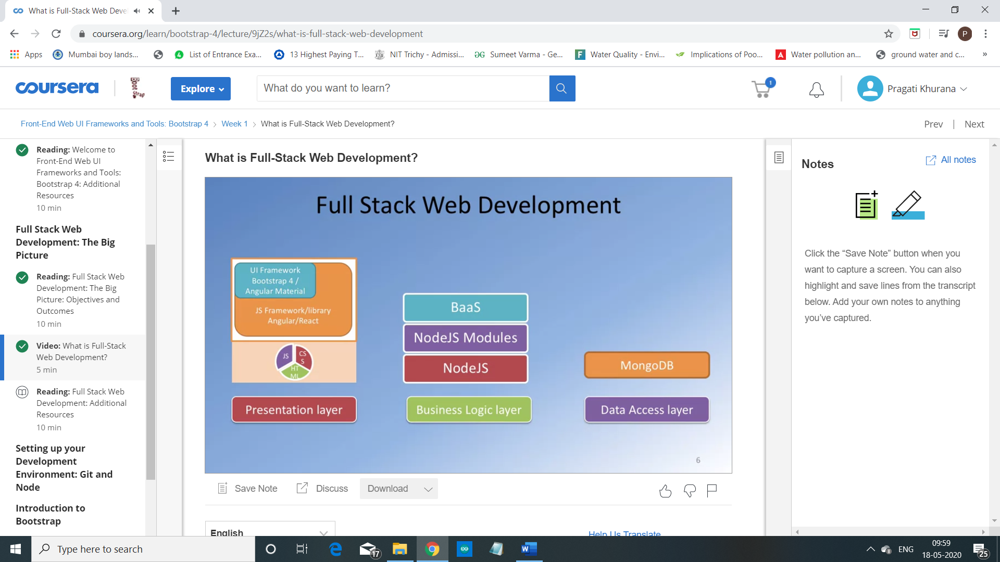 What is Full-Stack Web Deve
coursera.org/learn/bootstrap-4/lecture/9jZ2s/what-is-full-stack-web-development
P
Apps
Mumbai boy lands...
List of Entrance Exa...
13 Highest Paying T...
NIT Trichy - Admissi...
Sumeet Varma - Ge...
Water Quality - Envi...
Implications of Poo...
Water pollution an...
ground water and c...
»
coursera
Boot
strap
Explore
What do you want to learn?
1
Pragati Khurana
Front-End Web UI Frameworks and Tools: Bootstrap 4 > Week 1 > What is Full-Stack Web Development?
Prev | Next
Reading: Welcome to
Front-End Web UI
Frameworks and Tools:
Bootstrap 4: Additional
Resources
10 min
Full Stack Web
Development: The Big
Picture
Reading: Full Stack Web
Development: The Big
Picture: Objectives and
Outcomes
10 min
Video: What is Full-Stack
Web Development?
5 min
Reading: Full Stack Web
Development: Additional
Resources
10 min
Setting up your
Development
Environment: Git and
Node
Introduction to
Bootstrap
What is Full-Stack Web Development?
Full Stack Web Development
UI Framework
Bootstrap 4 /
Angular Material
JS Framework/library
Angular/React
JS
CS
S
HT
ML
Presentation layer
BaaS
NodeJS Modules
NodeJS
Business Logic layer
MongoDB
Data Access layer
6
Save Note
Discuss
Download
English
Help Us Translate
Notes
All notes
Click the “Save Note” button when you
want to capture a screen. You can also
highlight and save lines from the transcript
below. Add your own notes to anything
you’ve captured.
Type here to search
17
ENG
09:59
18-05-2020
25